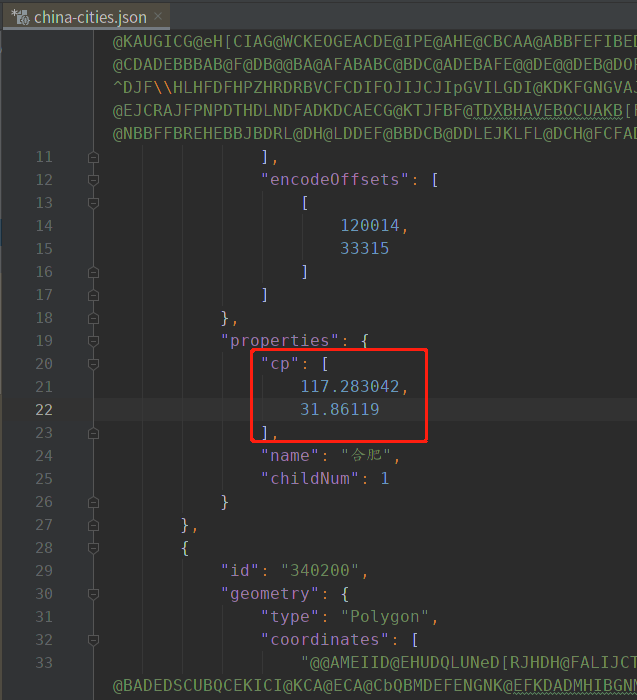 china-cities.json
@KAUGICG@eH[CIAG@WCKEOGEACDE@IPE@AHE@CBCAA@ABBFEFIBED
@CDADEBBBAB@F@DB@@BA@AFABABC@BDC@ADEBAFE@@DE@@DEB@DOF
^DJF\\HLHFDFHPZHRDRBVCFCDIFOJIJCJIpGVILGDI@KDKFGNGVAJ
@EJCRAJFPNPDTHDLNDFADKDCAECG@KTJFBF@TDXBHAVEBOCUAKB[F
@NBBFFBREHEBBJBDRL@DH@LDDEF@BBDCB@DDLEJKLFL@DCH@FCFAD
11 ],
12 "encodeOffsets": [
13 [
14 120014,
15 33315
16 ]
17 ]
18 },
19 "properties": {
20 "cp": [
21 117.283042,
22 31.86119
23 ],
24 "name": "合肥",
25 "childNum": 1
26 }
27 },
28 {
29 "id": "340200",
30 "geometry": {
31 "type": "Polygon",
32 "coordinates": [
33 "@@AMEIID@EHUDQLUNeD[RJHDH@FALIJCT
@BADEDSCUBQCEKICI@KCA@ECA@CbQBMDEFENGNK@EFKDADMHIBGNN